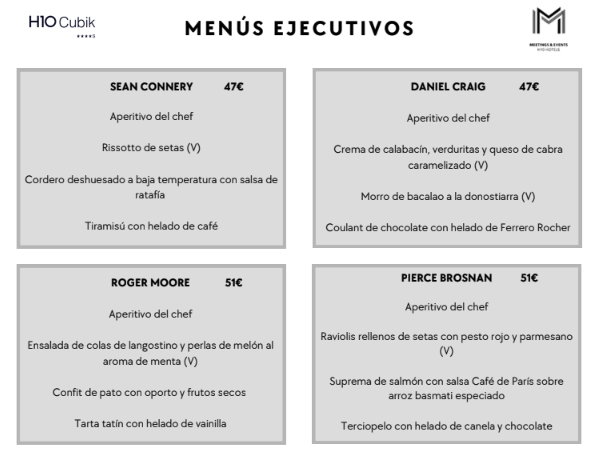 H10 Cubik
★★★★S
MENÚS EJECUTIVOS
M
MEETINGS & EVENTS
SEAN CONNERY 47€
Aperitivo del chef
Rissotto de setas (V)
Cordero deshuesado a baja temperatura con salsa de
ratafía
Tiramisú con helado de café
DANIEL CRAIG 47€
Aperitivo del chef
Crema de calabacín, verduritas y queso de cabra
caramelizado (V)
Morro de bacalao a la donostiarra (V)
Coulant de chocolate con helado de Ferrero Rocher
ROGER MOORE 51€
Aperitivo del chef
Ensalada de colas de langostino y perlas de melón al
aroma de menta (V)
Confit de pato con oporto y frutos secos
Tarta tatín con helado de vainilla
PIERCE BROSNAN 51€
Aperitivo del chef
Raviolis rellenos de setas con pesto rojo y parmesano
(V)
Suprema de salmón con salsa Café de París sobre
arroz basmati especiado
Terciopelo con helado de canela y chocolate